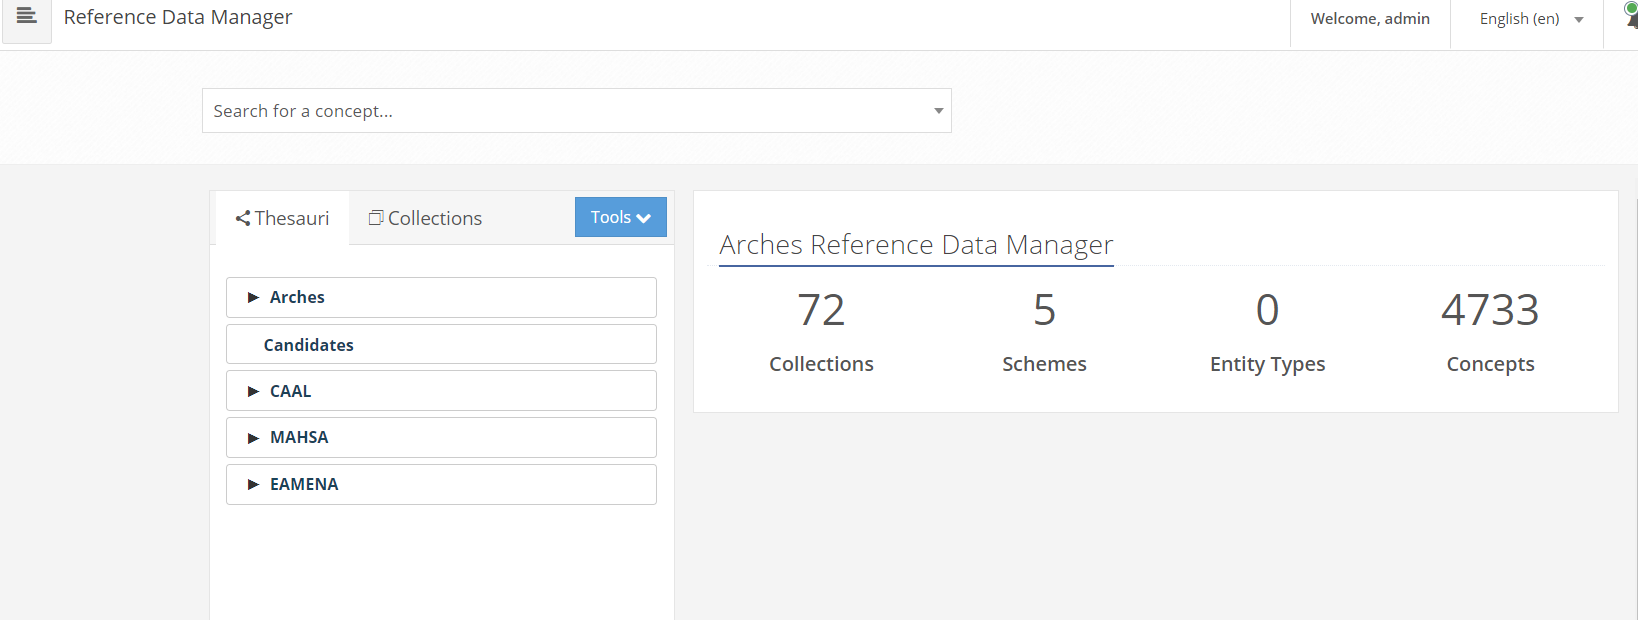 Reference Data Manager
Welcome, admin
English (en)
Search for a concept...
Thesauri
Collections
Tools
Arches
Candidates
CAAL
MAHSA
EAMENA
Arches Reference Data Manager
72
5
0
4733
Collections
Schemes
Entity Types
Concepts